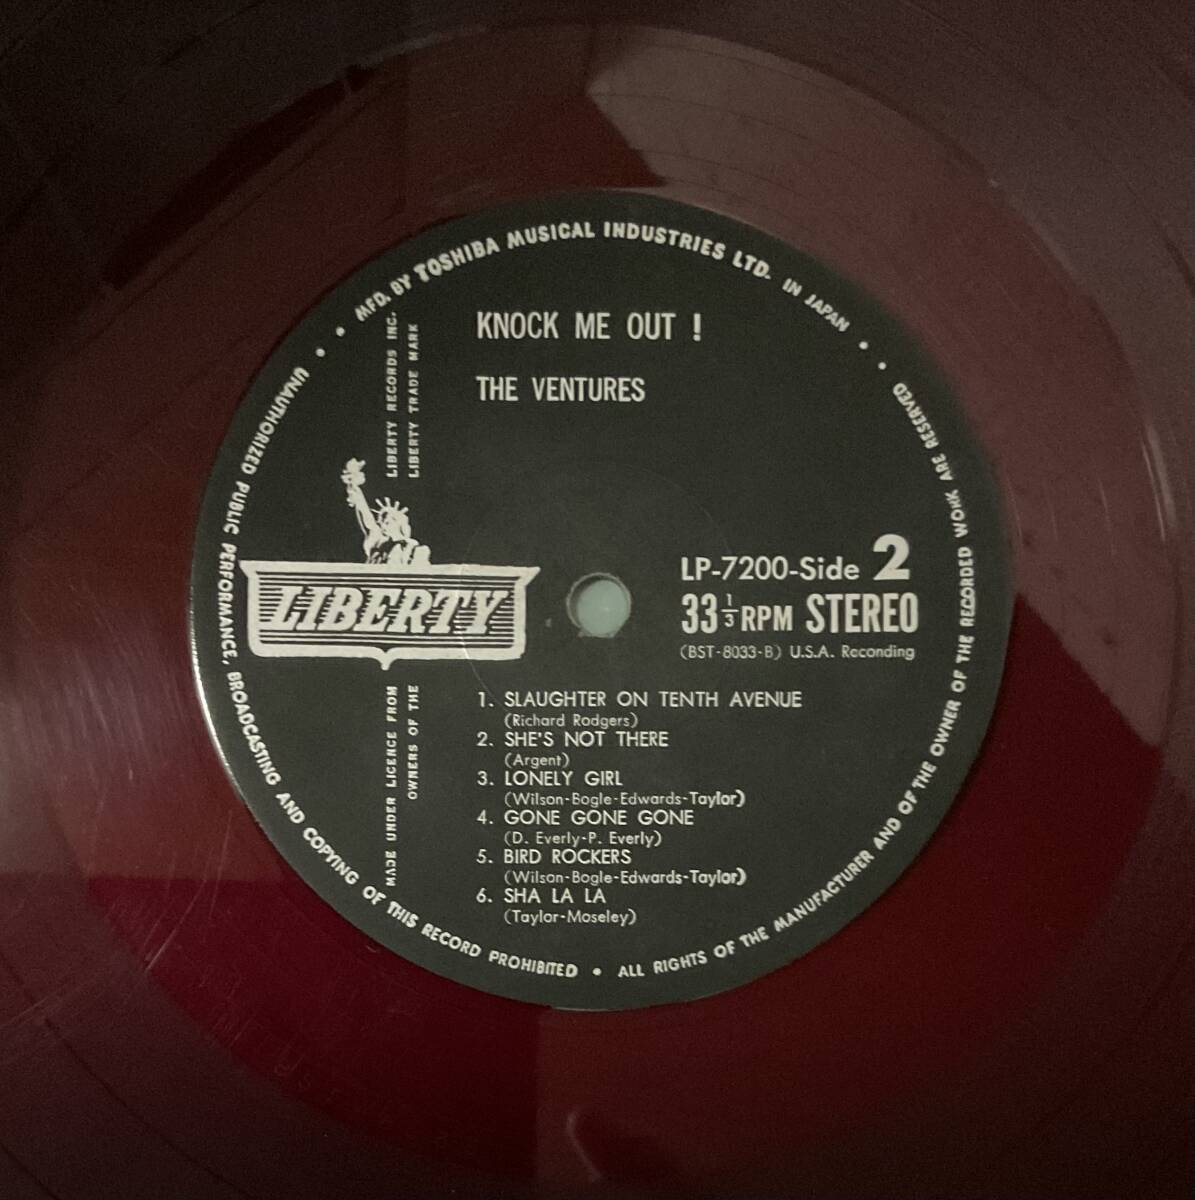 MFD. BY TOSHIBA MUSICAL INDUSTRIES LTD. IN JAPAN
LIBERTY RECORDS INC.
LIBERTY TRADE MARK
KNOCK ME OUT !
THE VENTURES
LIBERTY
LP-7200-Side 2
33 1/3 RPM STEREO
(BST-8033-B) U.S.A. Reconding
MADE UNDER LICENCE FROM
OWNERS OF THE
1. SLAUGHTER ON TENTH AVENUE
(Richard Rodgers)
2. SHE'S NOT THERE
(Argent)
3. LONELY GIRL
(Wilson-Bogle-Edwards-Taylor)
4. GONE GONE GONE
(D. Everly-P. Everly)
5. BIRD ROCKERS
(Wilson-Bogle-Edwards-Taylor)
6. SHA LA LA
(Taylor-Moseley)
UNAUTHORIZED PUBLIC PERFORMANCE, BROADCASTING AND COPYING OF THIS RECORD PROHIBITED • ALL RIGHTS OF THE MANUFACTURER AND OF THE OWNER OF THE RECORDED WORK ARE RESERVED